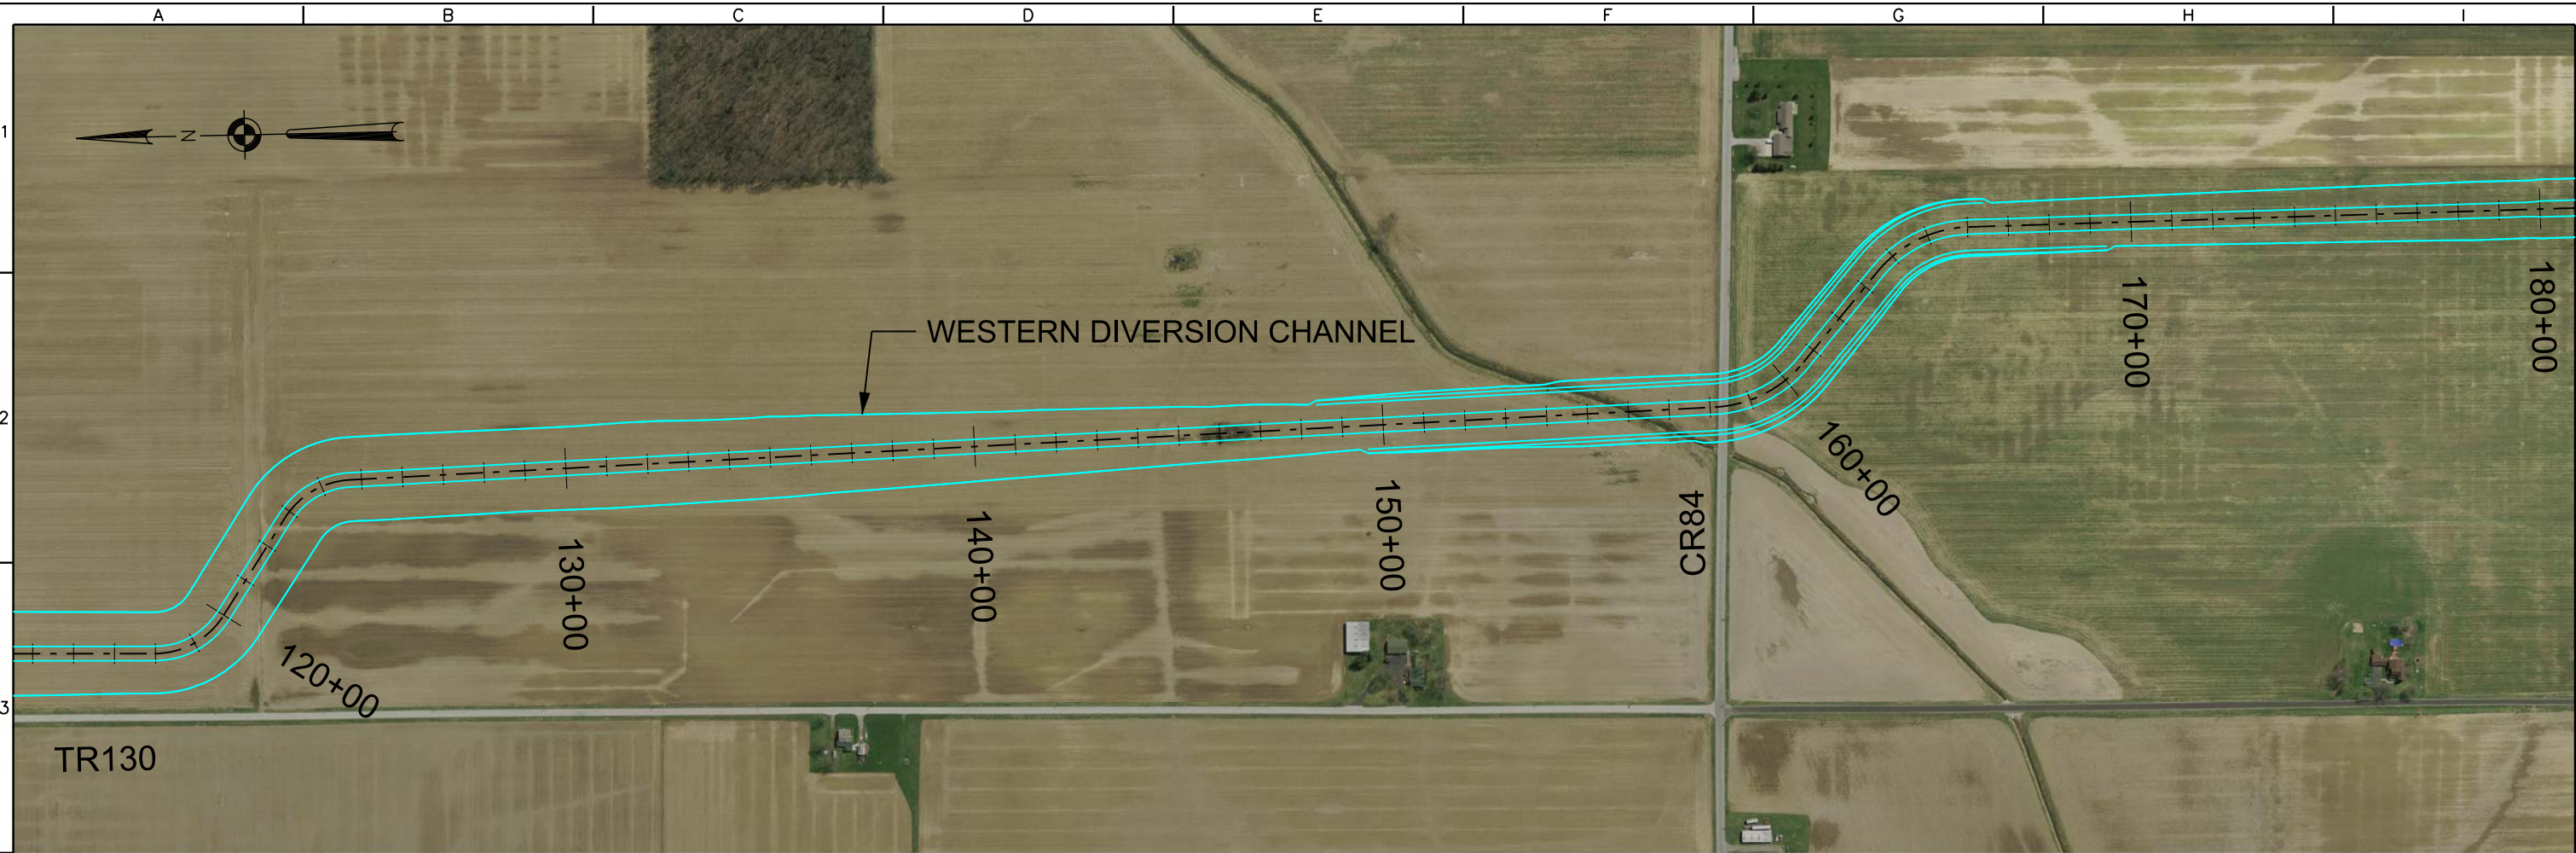 A B C D E F G H I
1
N
WESTERN DIVERSION CHANNEL
2
120+00
130+00
140+00
150+00
CR84
160+00
170+00
180+00
3
TR130